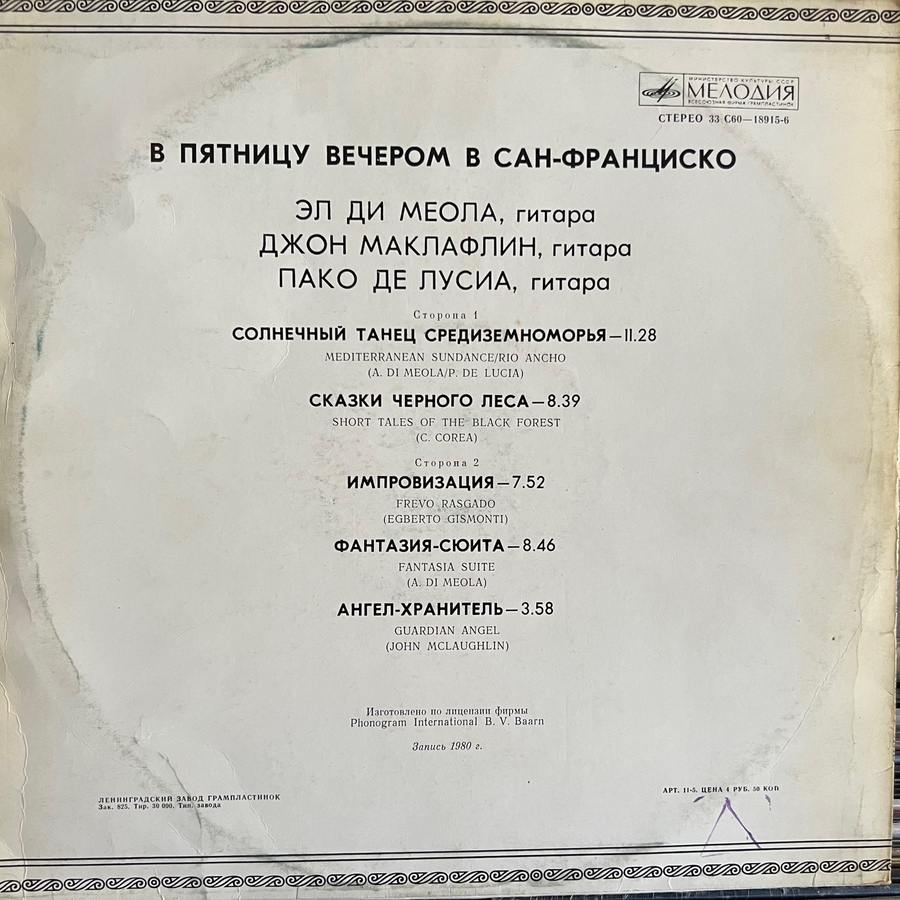 МИНИСТЕРСТВО КУЛЬТУРЫ СССР
МЕЛОДИЯ
ВСЕСОЮЗНАЯ ФИРМА ГРАМПЛАСТИНОК
СТЕРЕО 33 С60—18915-6
В ПЯТНИЦУ ВЕЧЕРОМ В САН-ФРАНЦИСКО
ЭЛ ДИ МЕОЛА, гитара
ДЖОН МАКЛАФЛИН, гитара
ПАКО ДЕ ЛУСИА, гитара
Сторона 1
СОЛНЕЧНЫЙ ТАНЕЦ СРЕДИЗЕМНОМОРЬЯ—11.28
MEDITERRANEAN SUNDANCE/RIO ANCHO
(A. DI MEOLA/P. DE LUCIA)
СКАЗКИ ЧЕРНОГО ЛЕСА—8.39
SHORT TALES OF THE BLACK FOREST
(C. COREA)
Сторона 2
ИМПРОВИЗАЦИЯ—7.52
FREVO RASGADO
(EGBERTO GISMONTI)
ФАНТАЗИЯ-СЮИТА—8.46
FANTASIA SUITE
(A. DI MEOLA)
АНГЕЛ-ХРАНИТЕЛЬ—3.58
GUARDIAN ANGEL
(JOHN MCLAUGHLIN)
Изготовлено по лицензии фирмы
Phonogram International B. V. Baarn
Запись 1980 г.
ЛЕНИНГРАДСКИЙ ЗАВОД ГРАМПЛАСТИНОК
Зак. 825. Тир. 30 000. Тип. завода
АРТ. 11-5. ЦЕНА 4 РУБ. 50 КОП